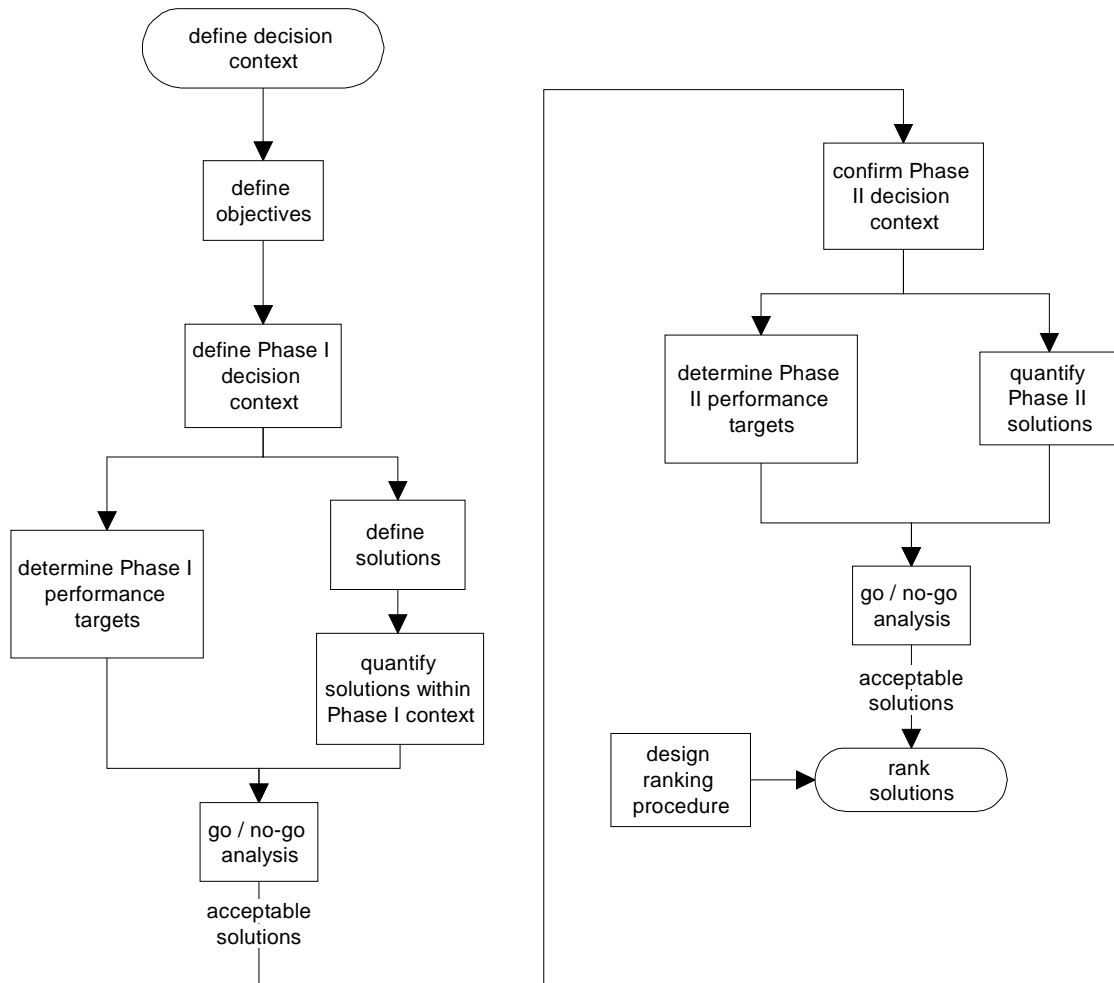 define decision
context
define
objectives
define Phase I
decision
context
determine Phase I
performance
targets
define
solutions
quantify
solutions within
Phase I context
go / no-go
analysis
acceptable
solutions
confirm Phase
II decision
context
determine Phase
II performance
targets
quantify
Phase II
solutions
go / no-go
analysis
acceptable
solutions
design
ranking
procedure
rank
solutions